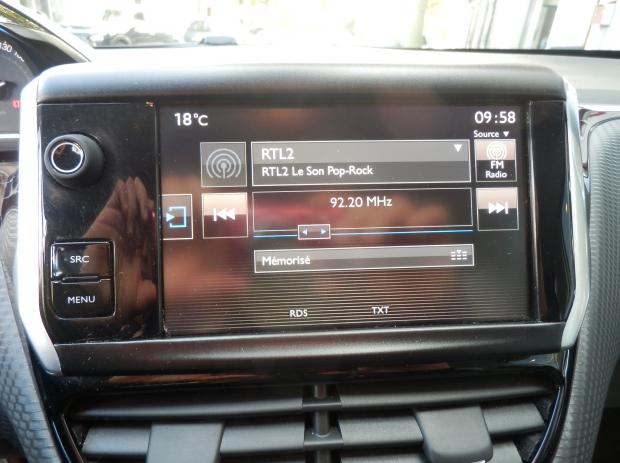 130
18°C
09:58
Source ▼
RTL2
RTL2 Le Son Pop-Rock
FM
Radio
92.20 MHz
SRC
Mémorisé
MENU
RDS TXT